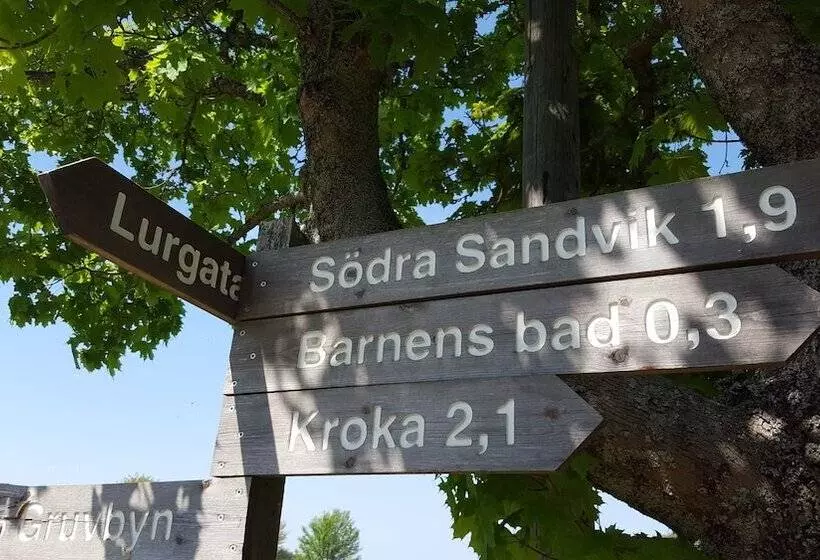 Lurgata
Södra Sandvik 1,9
Barnens bad 0,3
Kroka 2,1
Gruvbyn